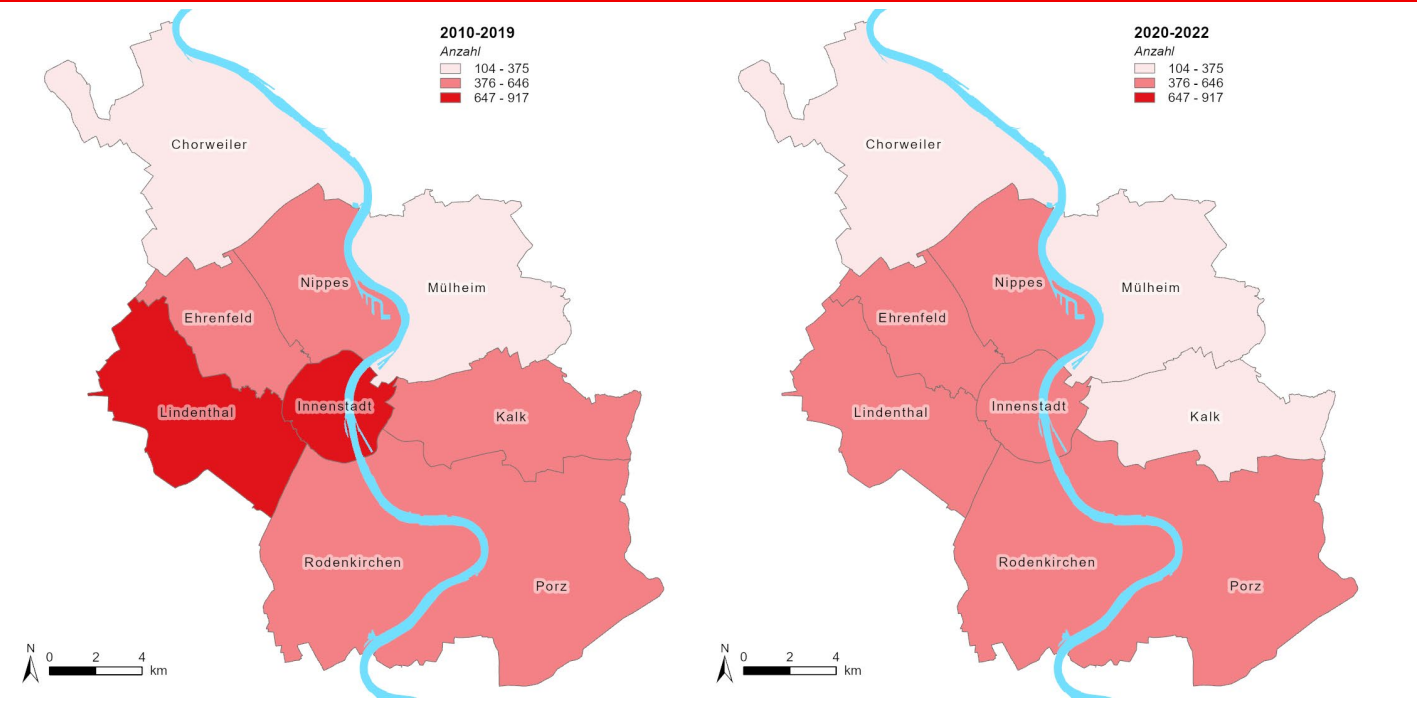 2010-2019
Anzahl
104 - 375
376 - 646
647 - 917
Chorweiler
Nippes
Mülheim
Ehrenfeld
Lindenthal
Innenstadt
Kalk
Rodenkirchen
Porz
N
0 2 4
km
2020-2022
Anzahl
104 - 375
376 - 646
647 - 917
Chorweiler
Nippes
Mülheim
Ehrenfeld
Lindenthal
Innenstadt
Kalk
Rodenkirchen
Porz
N
0 2 4
km